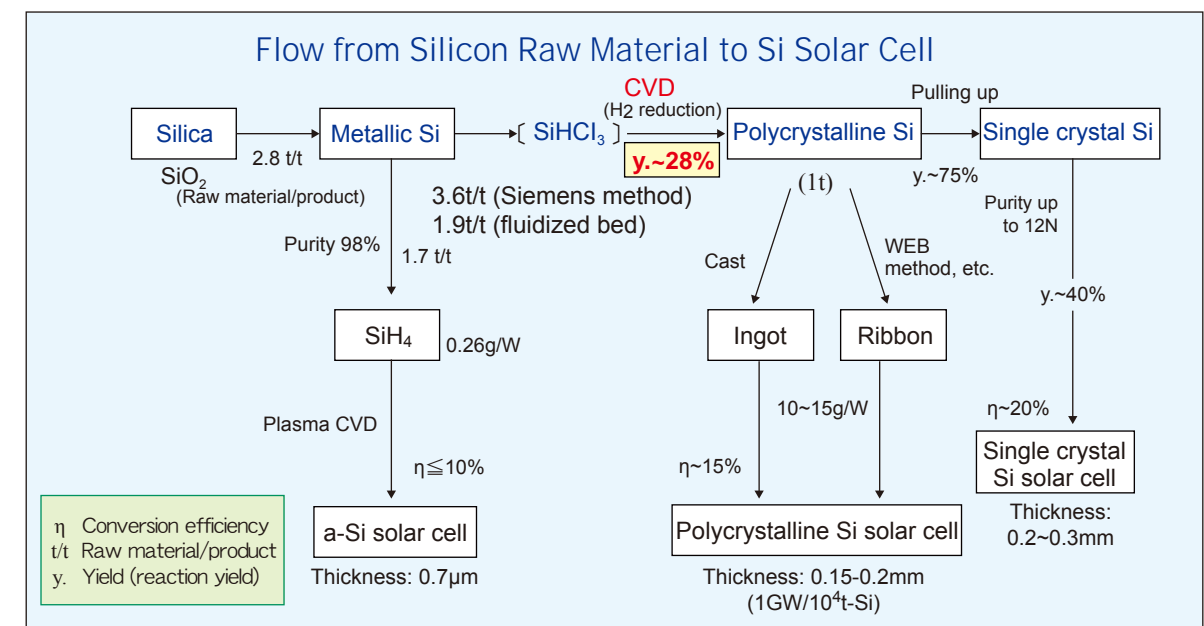 Flow from Silicon Raw Material to Si Solar Cell
Silica
2.8 t/t
SiO2
(Raw material/product)
Metallic Si
〔 SiHCl3 〕
CVD
(H2 reduction)
y.~28%
3.6t/t (Siemens method)
1.9t/t (fluidized bed)
Polycrystalline Si
(1t)
Pulling up
y.~75%
Single crystal Si
Purity up
to 12N
y.~40%
η~20%
Single crystal
Si solar cell
Thickness:
0.2~0.3mm
Purity 98%
1.7 t/t
SiH4
0.26g/W
Plasma CVD
η≦10%
a-Si solar cell
Thickness: 0.7μm
Cast
WEB
method, etc.
Ingot
Ribbon
10~15g/W
η~15%
Polycrystalline Si solar cell
Thickness: 0.15-0.2mm
(1GW/10⁴t-Si)
η Conversion efficiency
t/t Raw material/product
y. Yield (reaction yield)